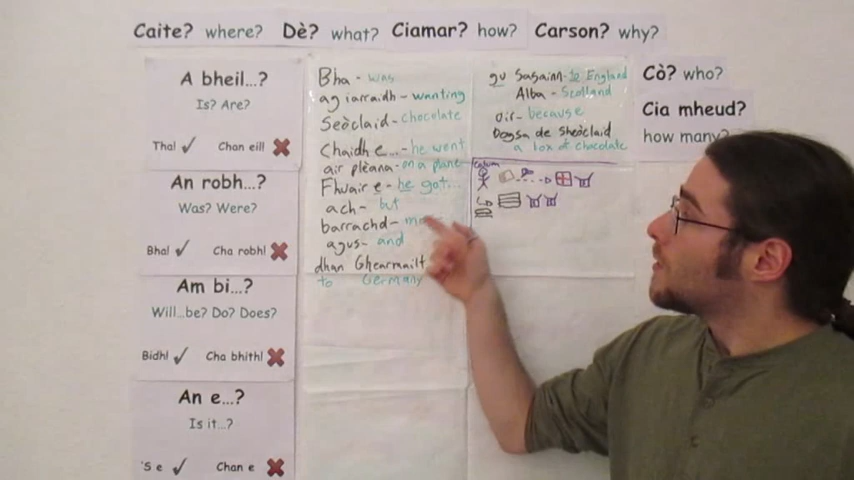 Caite? where? Dè? what? Ciamar? how? Carson? why?
A bheil...?
Is? Are?
Tha! Chan eil!
An robh...?
Was? Were?
Bha! Cha robh!
Am bi...?
Will...be? Do? Does?
Bidh! Cha bhith!
An e...?
Is it...?
'S e Chan e
Bha - was
ag iarraidh - wanting
Seòclaid - chocolate
Chaidh e... - he went
air plèana - on a plane
Fhuair e - he got...
ach - but
barrachd -
agus - and
dhan Ghearmailt
to Germany
gu Sasainn - to England
Alba - Scotland
oir - because
Bogsa de Sheòclaid
a box of chocolate
Calum
Cò? who?
Cia mheud?
how many?